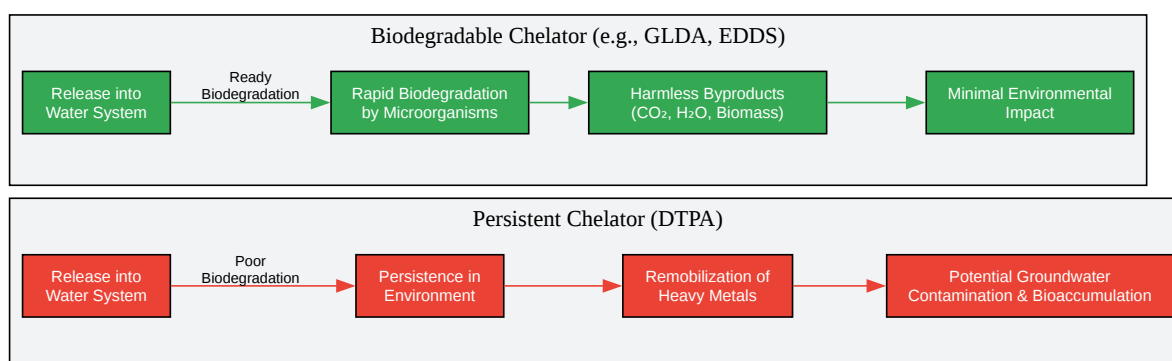 Biodegradable Chelator (e.g., GLDA, EDDS)
Release into
Water System
Ready
Biodegradation
Rapid Biodegradation
by Microorganisms
Harmless Byproducts
(CO₂, H₂O, Biomass)
Minimal Environmental
Impact
Persistent Chelator (DTPA)
Release into
Water System
Poor
Biodegradation
Persistence in
Environment
Remobilization of
Heavy Metals
Potential Groundwater
Contamination & Bioaccumulation